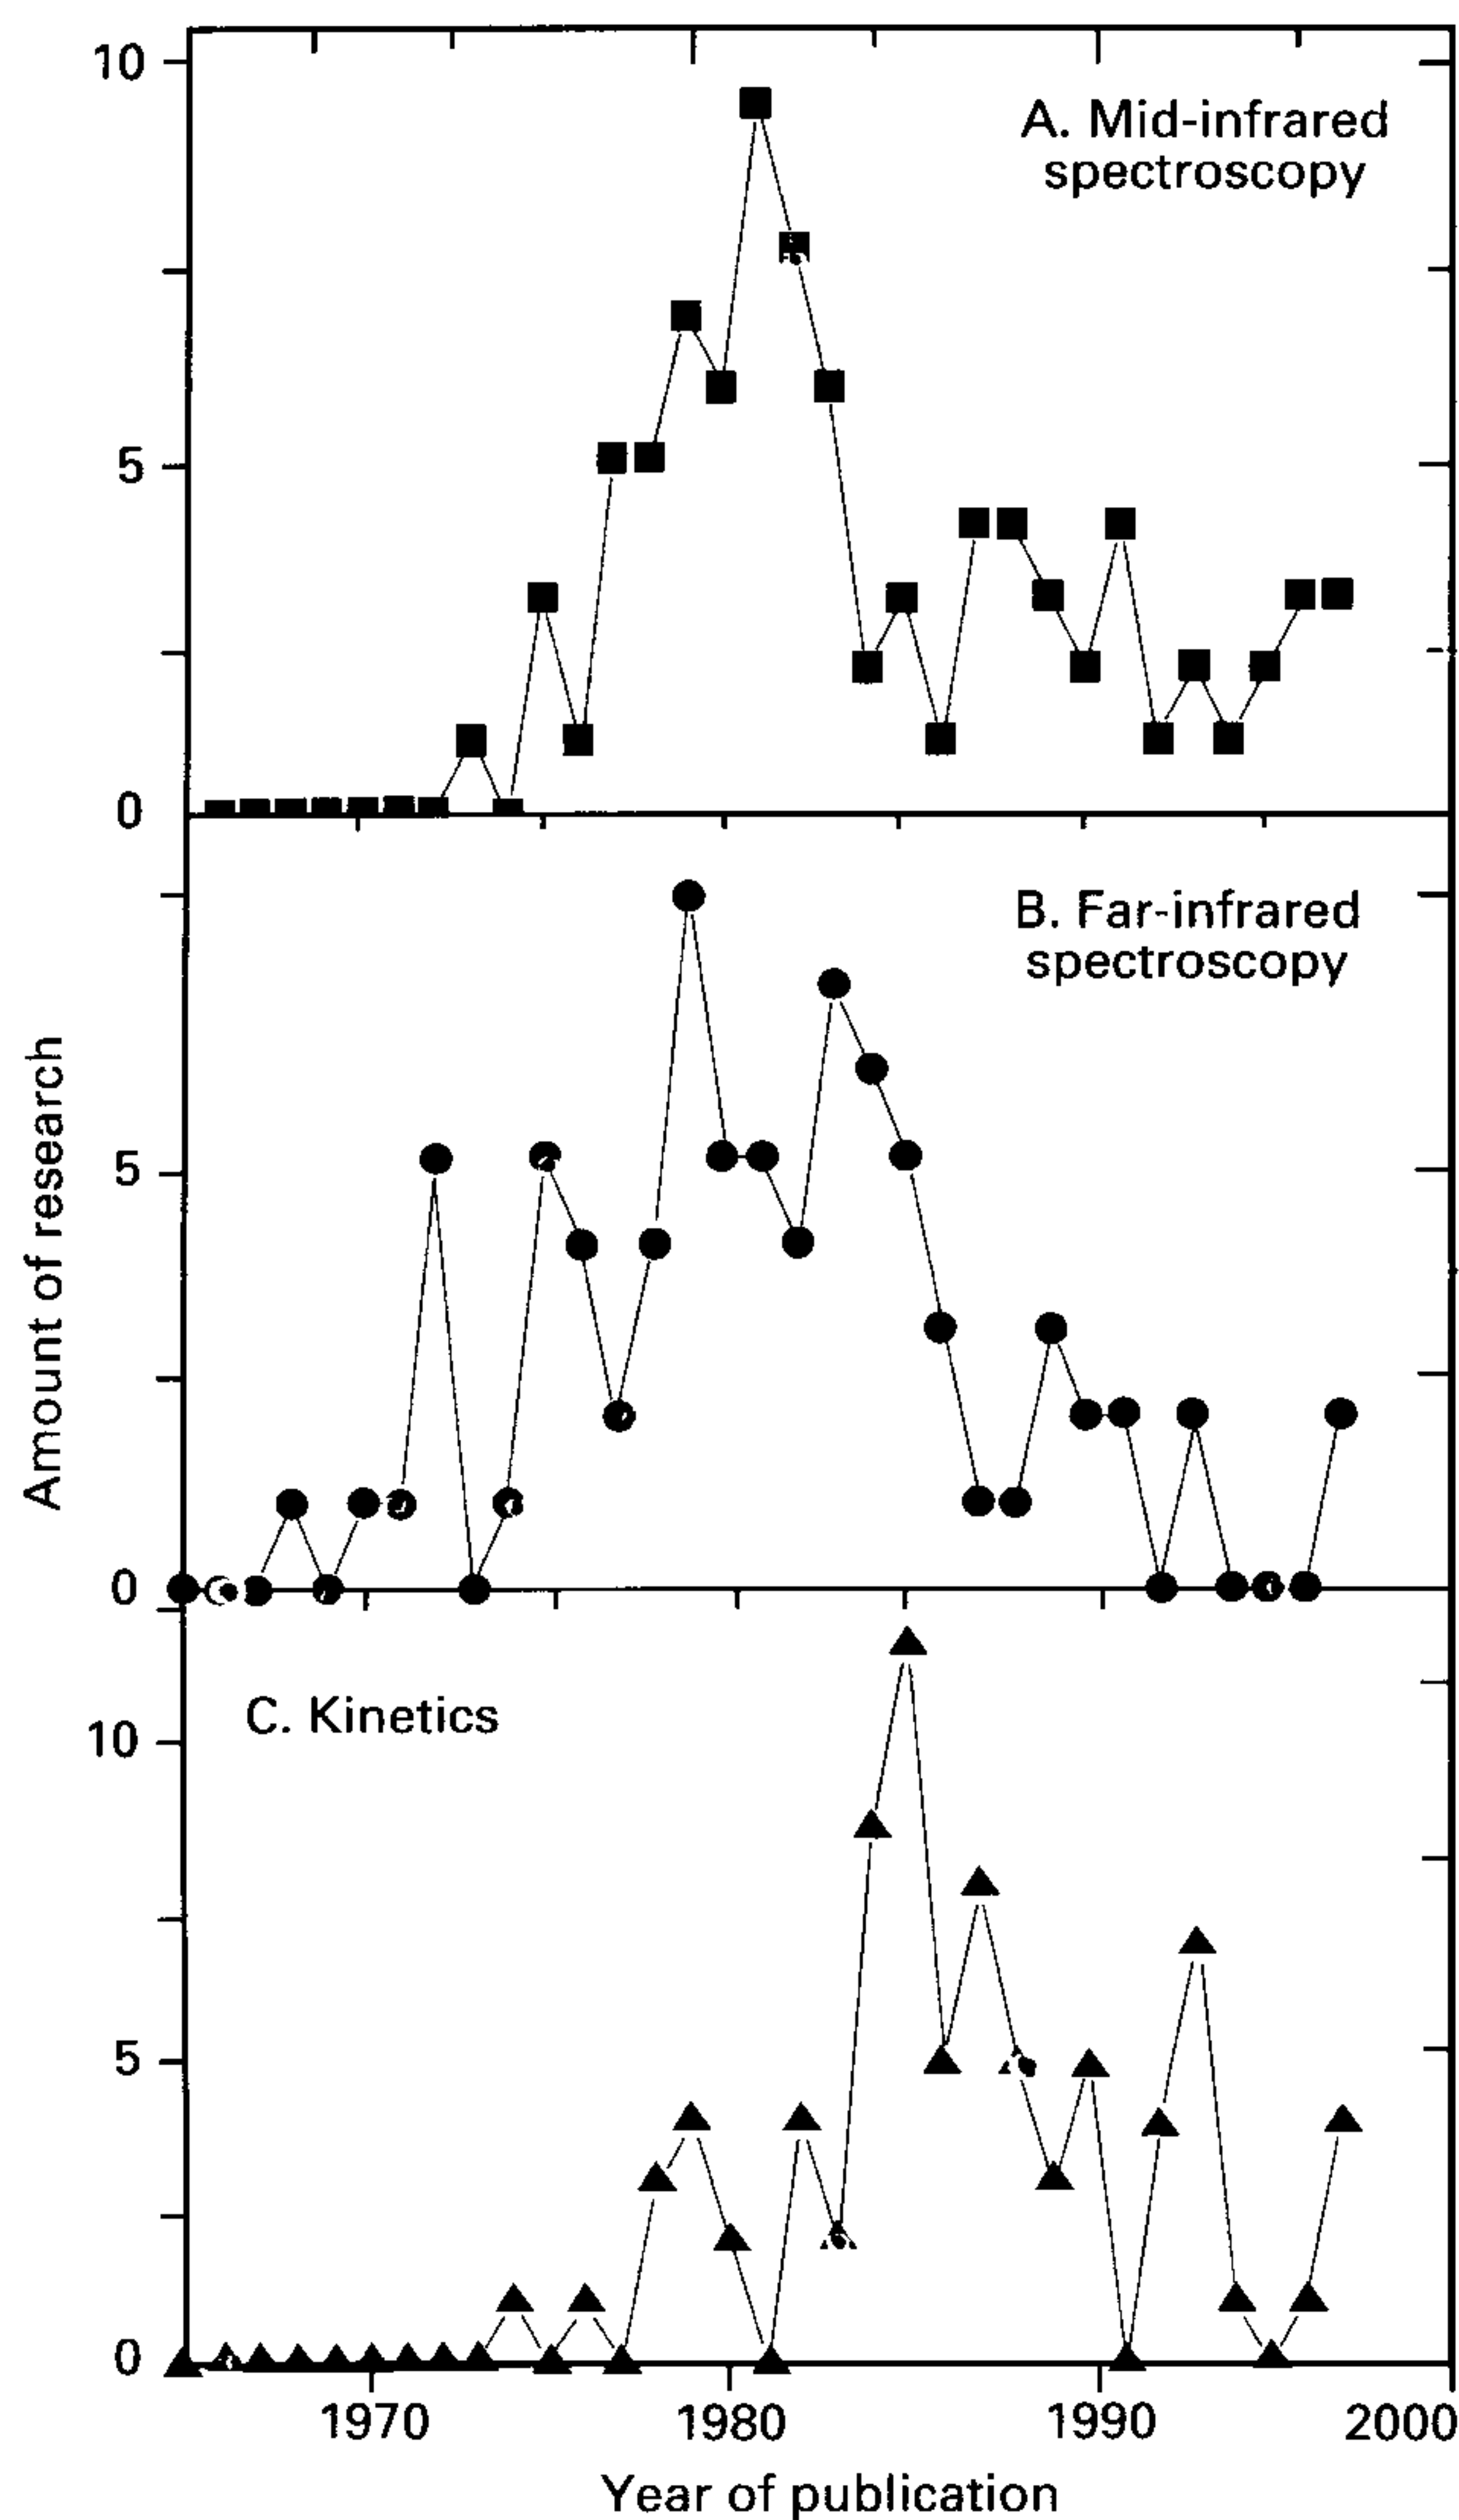 10
A. Mid-infrared
spectroscopy
5
0
B. Far-infrared
spectroscopy
Amount of research
5
0
C. Kinetics
10
5
0
1970 1980 1990 2000
Year of publication